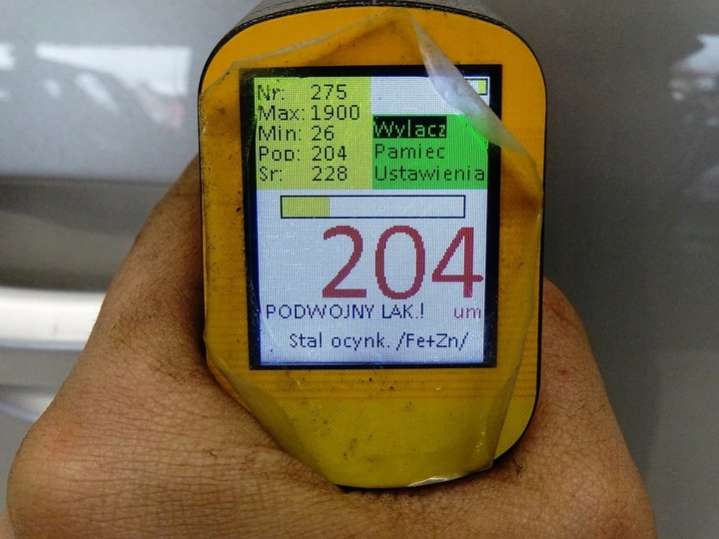 Nr: 275
Max: 1900
Min: 26
Pop: 204
Sr: 228
Wylacz
Pamiec
Ustawienia
204
PODWOJNY LAK.! um
Stal ocynk. /Fe+Zn/